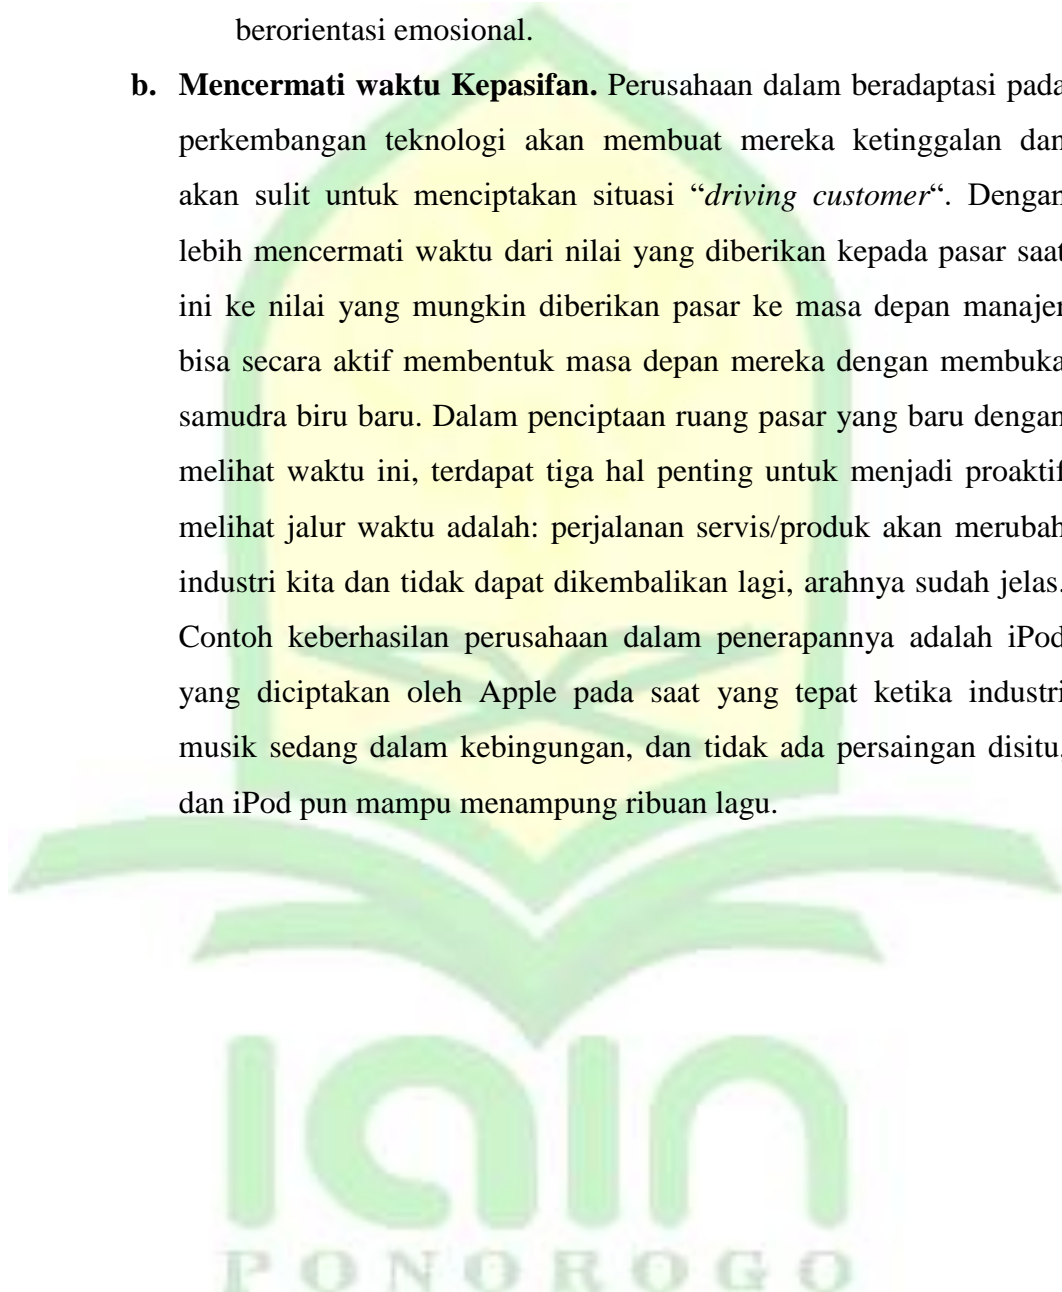 berorientasi emosional.
b. Mencermati waktu Kepasifan. Perusahaan dalam beradaptasi pada
perkembangan teknologi akan membuat mereka ketinggalan dan
akan sulit untuk menciptakan situasi “driving customer“. Dengan
lebih mencermati waktu dari nilai yang diberikan kepada pasar saat
ini ke nilai yang mungkin diberikan pasar ke masa depan manajer
bisa secara aktif membentuk masa depan mereka dengan membuka
samudra biru baru. Dalam penciptaan ruang pasar yang baru dengan
melihat waktu ini, terdapat tiga hal penting untuk menjadi proaktif
melihat jalur waktu adalah: perjalanan servis/produk akan merubah
industri kita dan tidak dapat dikembalikan lagi, arahnya sudah jelas.
Contoh keberhasilan perusahaan dalam penerapannya adalah iPod
yang diciptakan oleh Apple pada saat yang tepat ketika industri
musik sedang dalam kebingungan, dan tidak ada persaingan disitu,
dan iPod pun mampu menampung ribuan lagu.
iain
PONOROGO